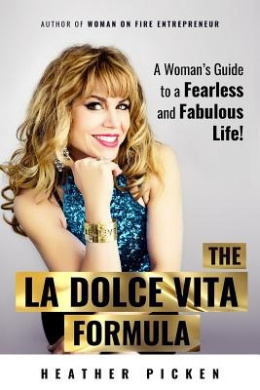 AUTHOR OF WOMAN ON FIRE ENTREPRENEUR
A Woman's Guide
to a Fearless
and Fabulous
Life!
THE
LA DOLCE VITA
FORMULA
HEATHER PICKEN